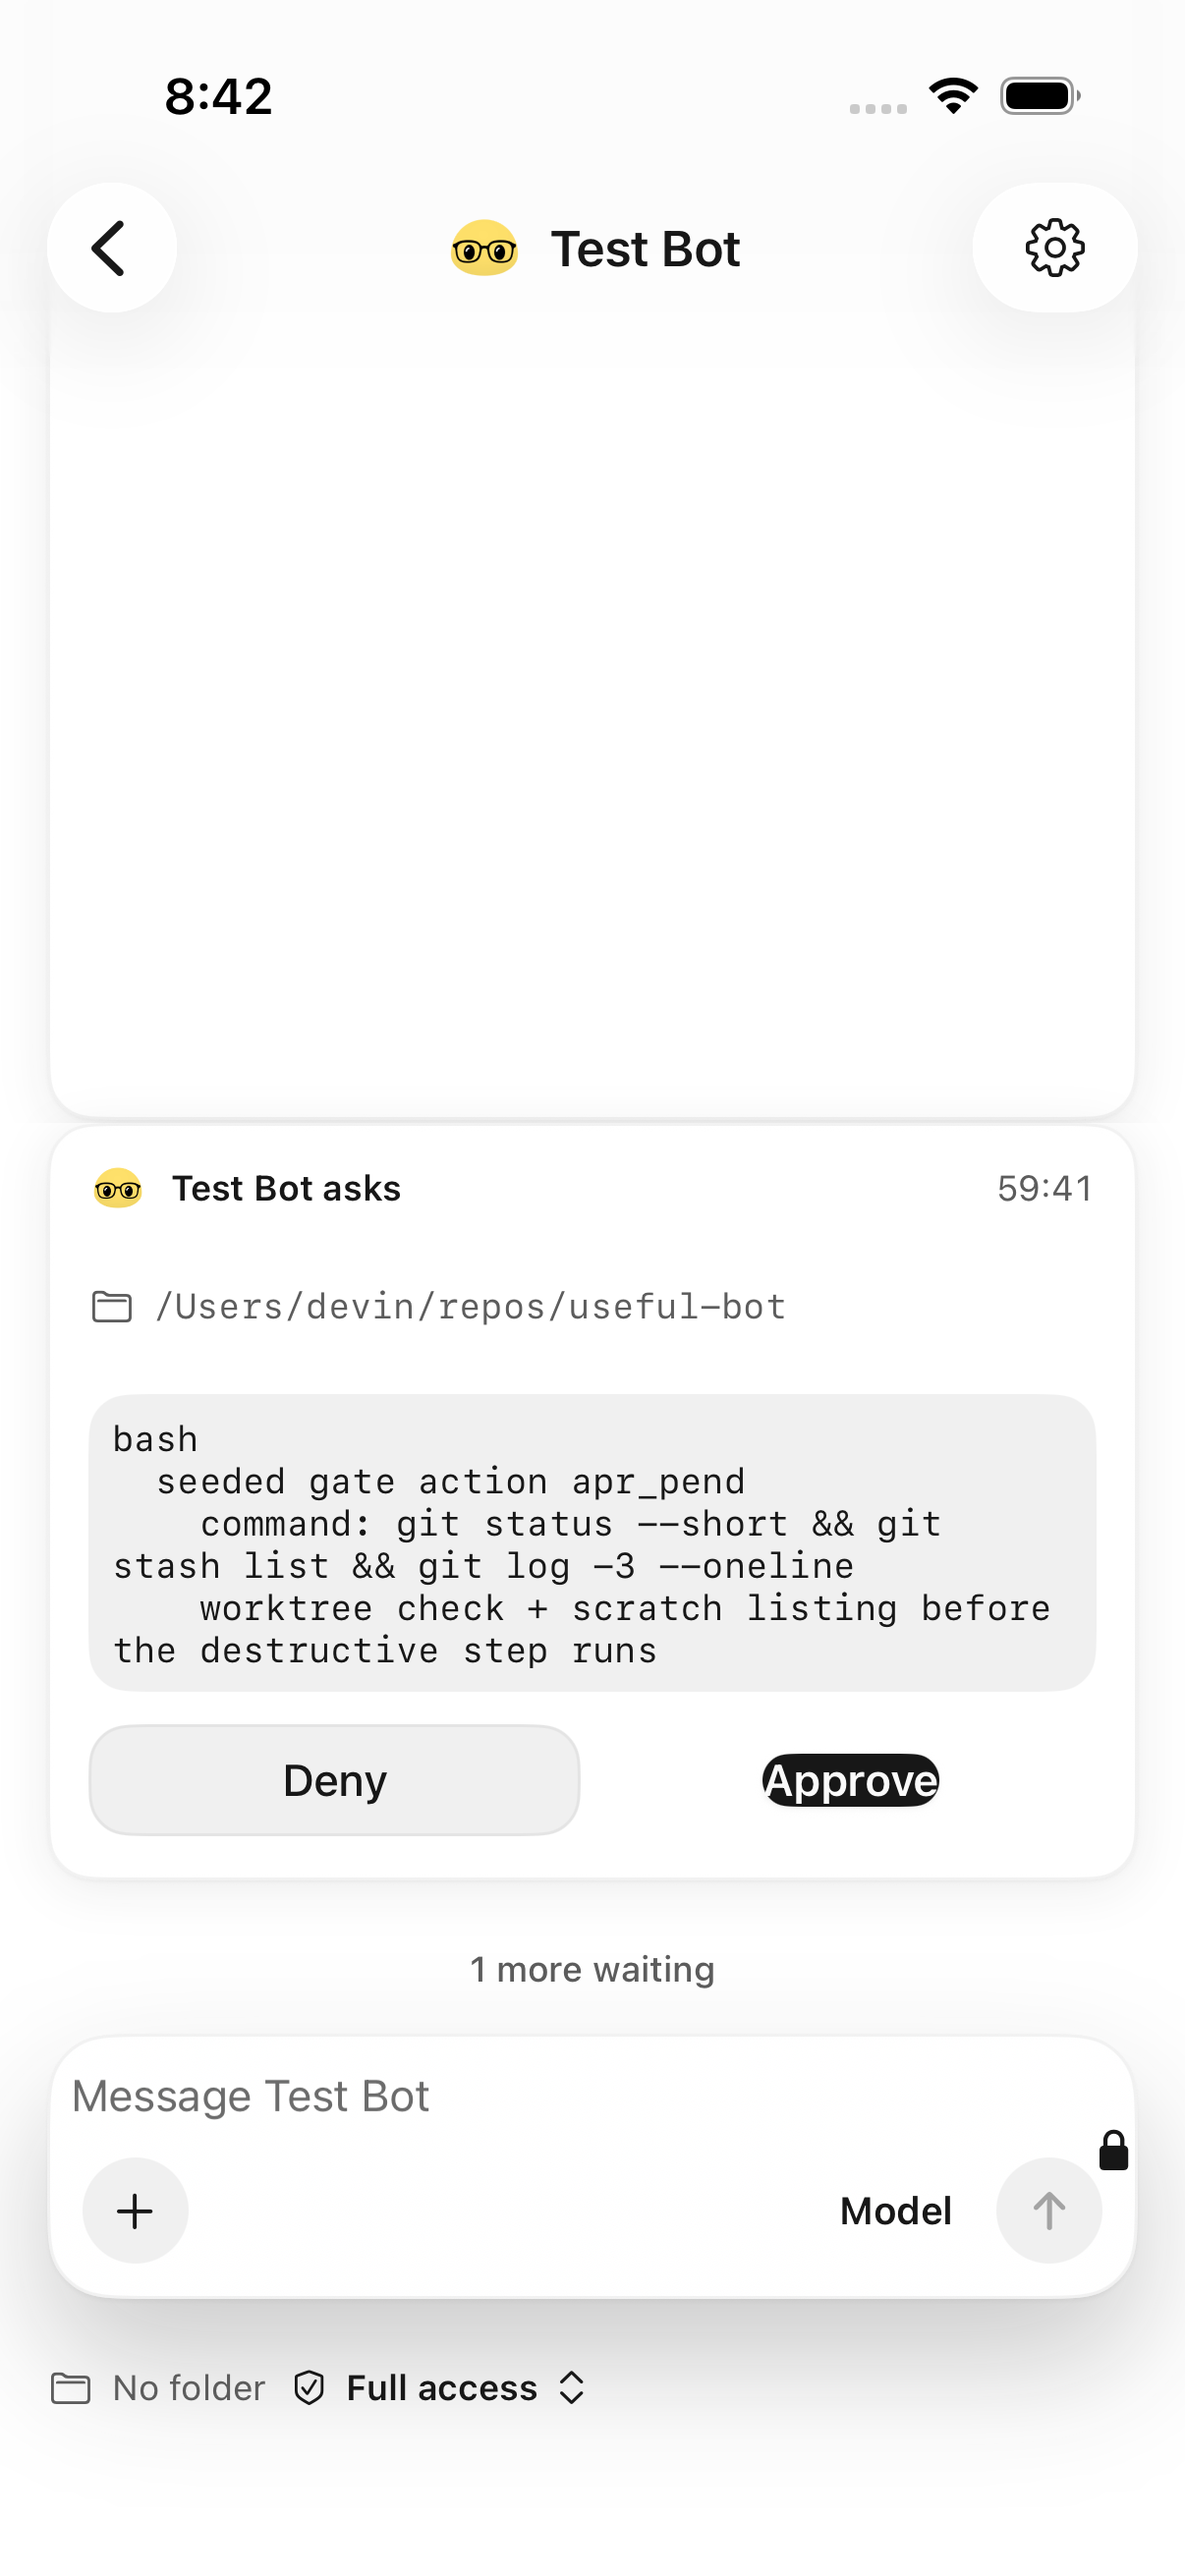 8:42
Test Bot
Test Bot asks
59:41
/Users/devin/repos/useful-bot
bash
  seeded gate action apr_pend
    command: git status --short && git
stash list && git log -3 --oneline
    worktree check + scratch listing before
the destructive step runs
Deny
Approve
1 more waiting
Message Test Bot
Model
No folder
Full access